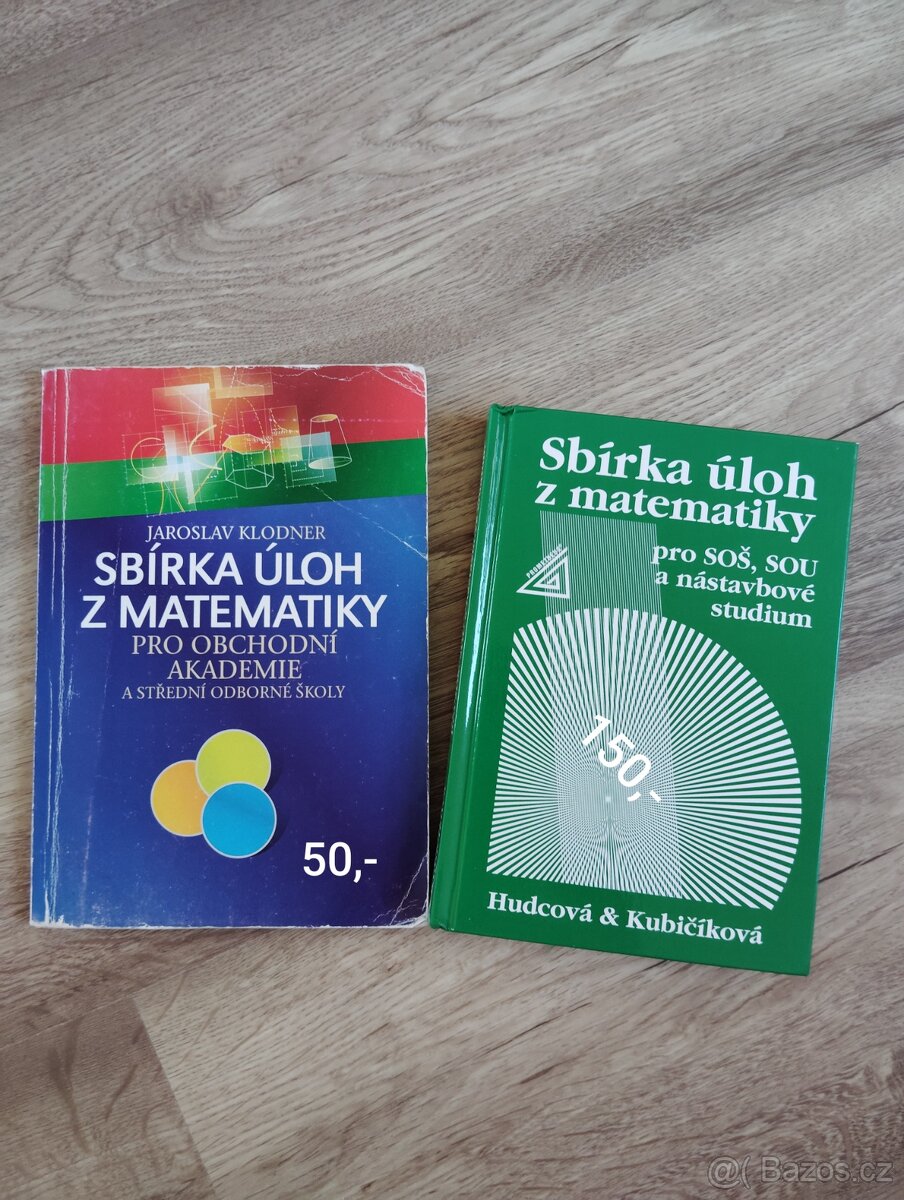 JAROSLAV KLODNER
SBÍRKA ÚLOH
Z MATEMATIKY
PRO OBCHODNÍ
AKADEMIE
A STŘEDNÍ ODBORNÉ ŠKOLY
50,-
Sbírka úloh
z matematiky
pro SOŠ, SOU
a nástavbové
studium
PROMETHEUS
150,-
Hudcová & Kubičíková
@( Bazos.cz